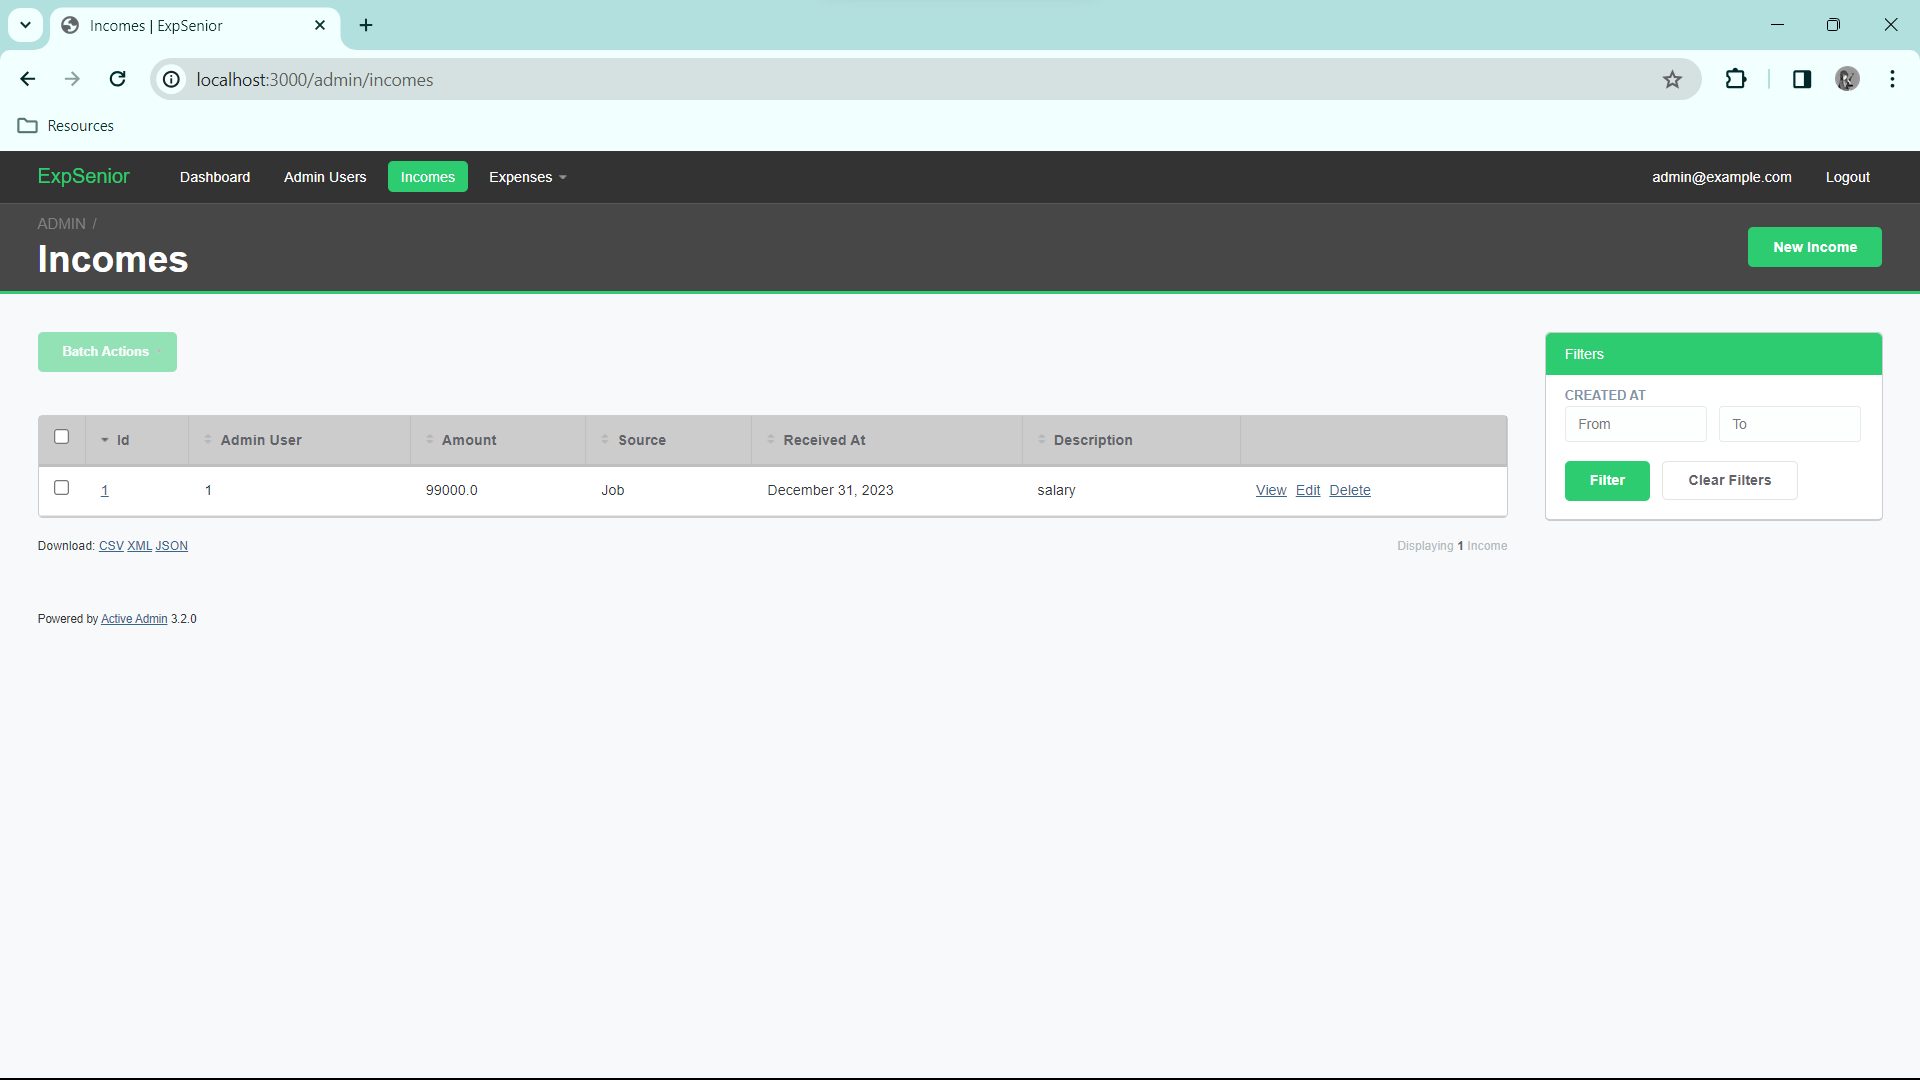 Incomes | ExpSenior
localhost:3000/admin/incomes
Resources
ExpSenior Dashboard Admin Users Incomes Expenses admin@example.com Logout
ADMIN /
Incomes
New Income
Batch Actions
Filters
CREATED AT
From To
Filter Clear Filters
Id Admin User Amount Source Received At Description
1 1 99000.0 Job December 31, 2023 salary View Edit Delete
Download: CSV XML JSON
Displaying 1 Income
Powered by Active Admin 3.2.0